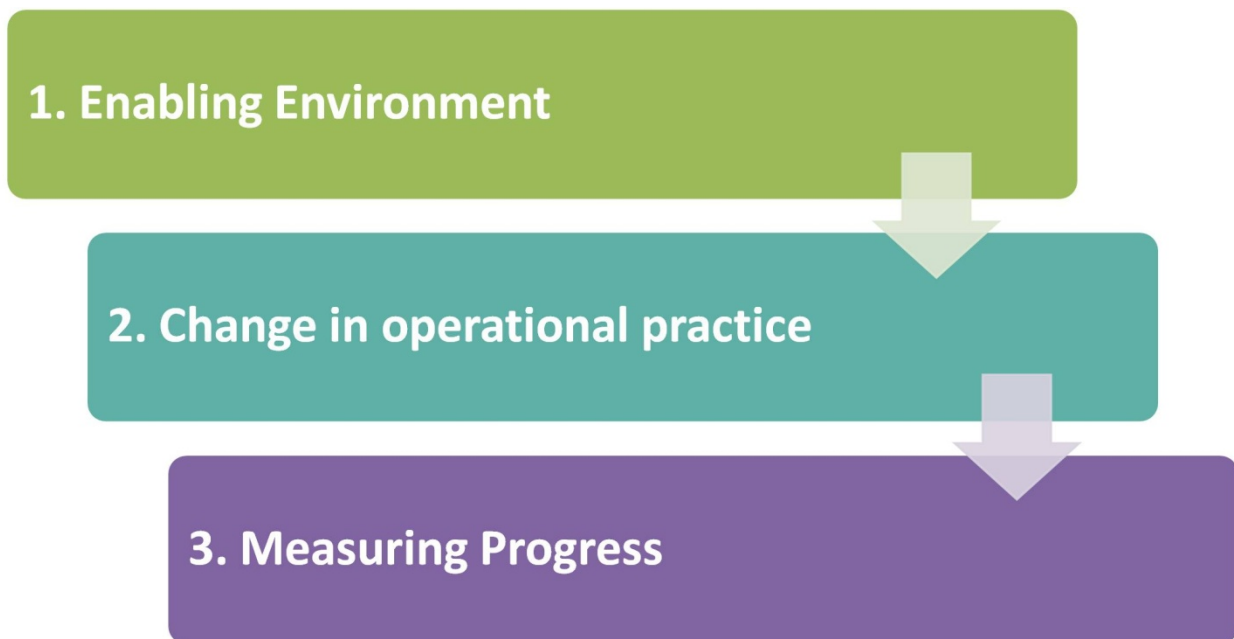 1. Enabling Environment
2. Change in operational practice
3. Measuring Progress